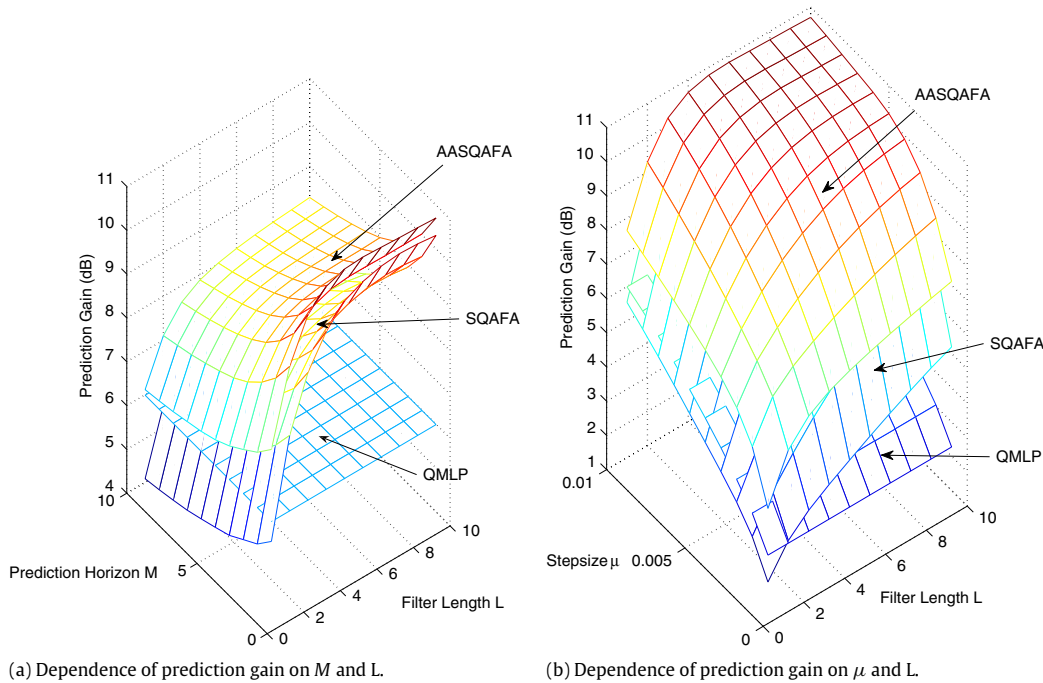 11
10
9
8
7
6
5
4
Prediction Gain (dB)
10
5
0
Prediction Horizon M
0
2
4
6
8
10
Filter Length L
AASQAFA
SQAFA
QMLP
(a) Dependence of prediction gain on M and L.
11
10
9
8
7
6
5
4
3
2
1
Prediction Gain (dB)
0.01
0.005
0
Stepsize μ
0
2
4
6
8
10
Filter Length L
AASQAFA
SQAFA
QMLP
(b) Dependence of prediction gain on μ and L.